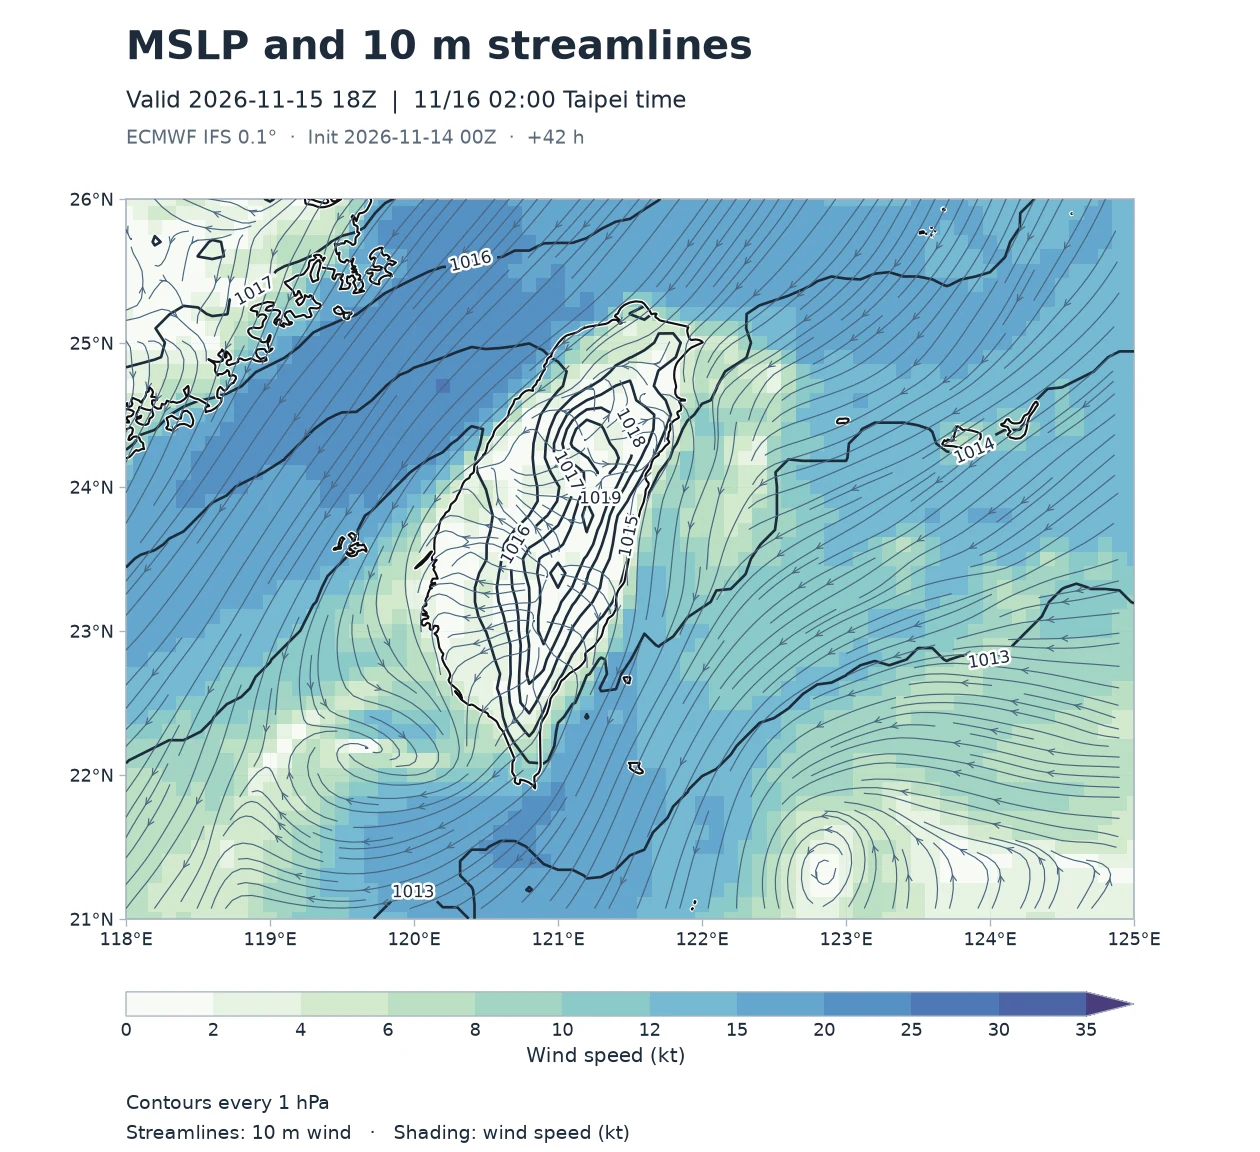 MSLP and 10 m streamlines
Valid 2026-11-15 18Z | 11/16 02:00 Taipei time
ECMWF IFS 0.1° · Init 2026-11-14 00Z · +42 h
26°N
25°N
24°N
23°N
22°N
21°N
1016
1017
1018
1017
1019
1014
1016
1015
1013
1013
118°E 119°E 120°E 121°E 122°E 123°E 124°E 125°E
0 2 4 6 8 10 12 15 20 25 30 35
Wind speed (kt)
Contours every 1 hPa
Streamlines: 10 m wind · Shading: wind speed (kt)